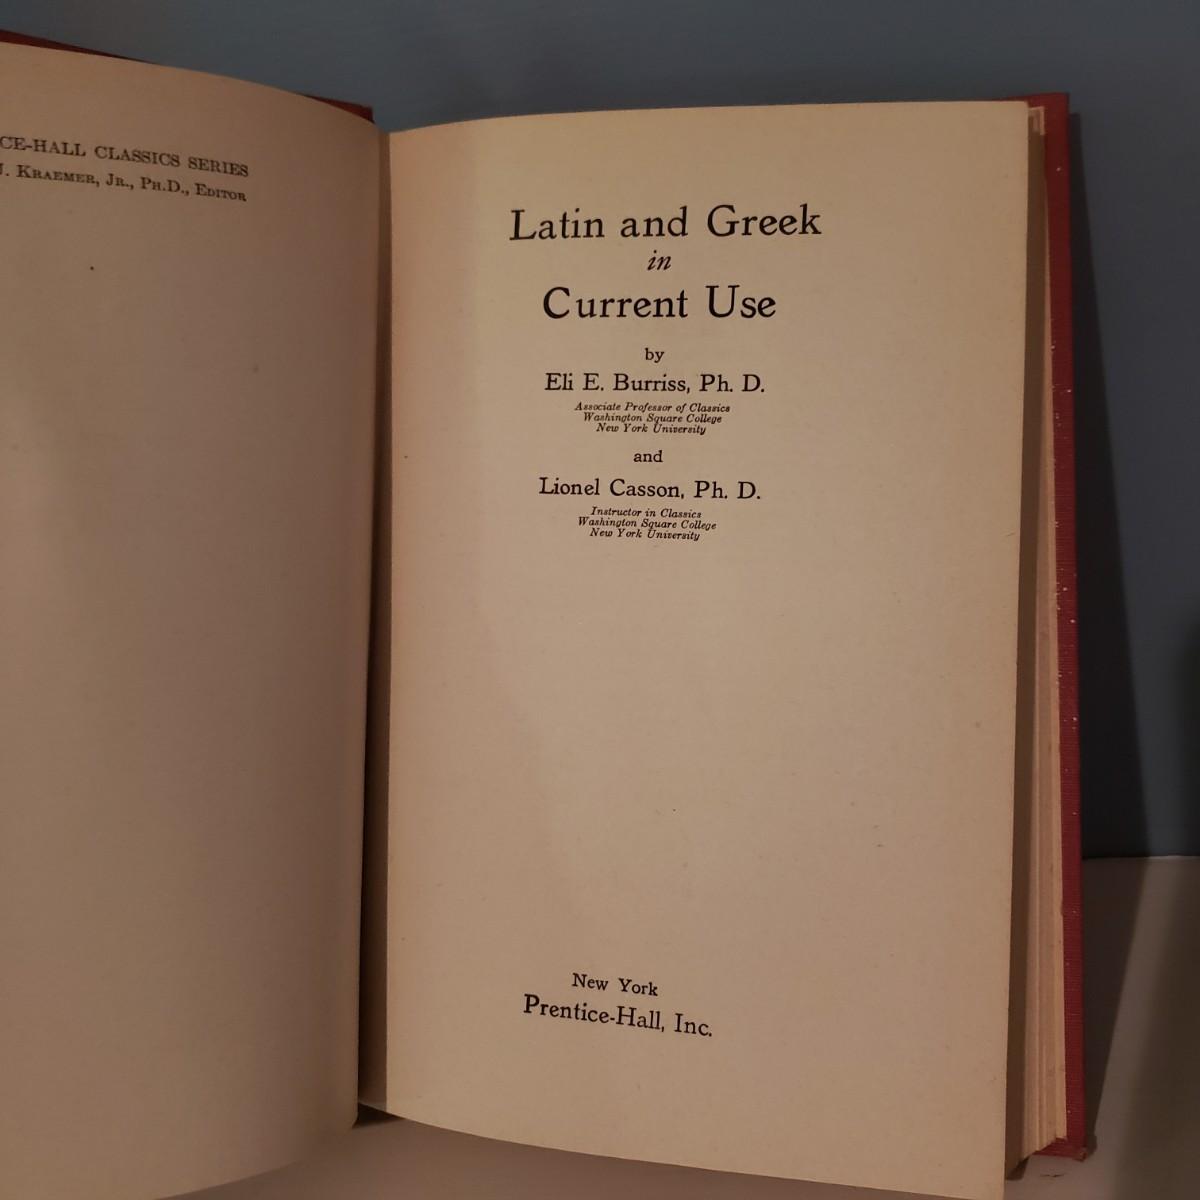 CE-HALL CLASSICS SERIES
J. KRAEMER, JR., PH.D., EDITOR
Latin and Greek
in
Current Use
by
Eli E. Burriss, Ph. D.
Associate Professor of Classics
Washington Square College
New York University
and
Lionel Casson, Ph. D.
Instructor in Classics
Washington Square College
New York University
New York
Prentice-Hall, Inc.